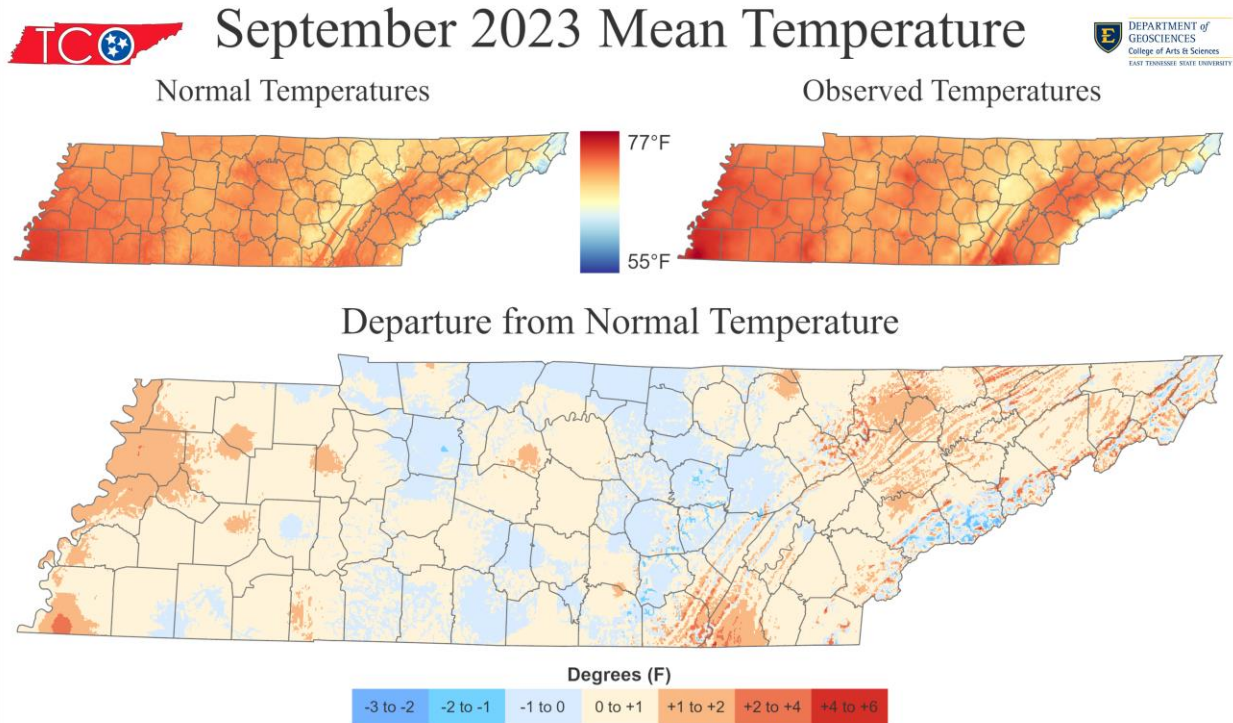 TCO
September 2023 Mean Temperature
E
DEPARTMENT of
GEOSCIENCES
College of Arts & Sciences
EAST TENNESSEE STATE UNIVERSITY
Normal Temperatures
Observed Temperatures
77°F
55°F
Departure from Normal Temperature
Degrees (F)
-3 to -2 -2 to -1 -1 to 0 0 to +1 +1 to +2 +2 to +4 +4 to +6